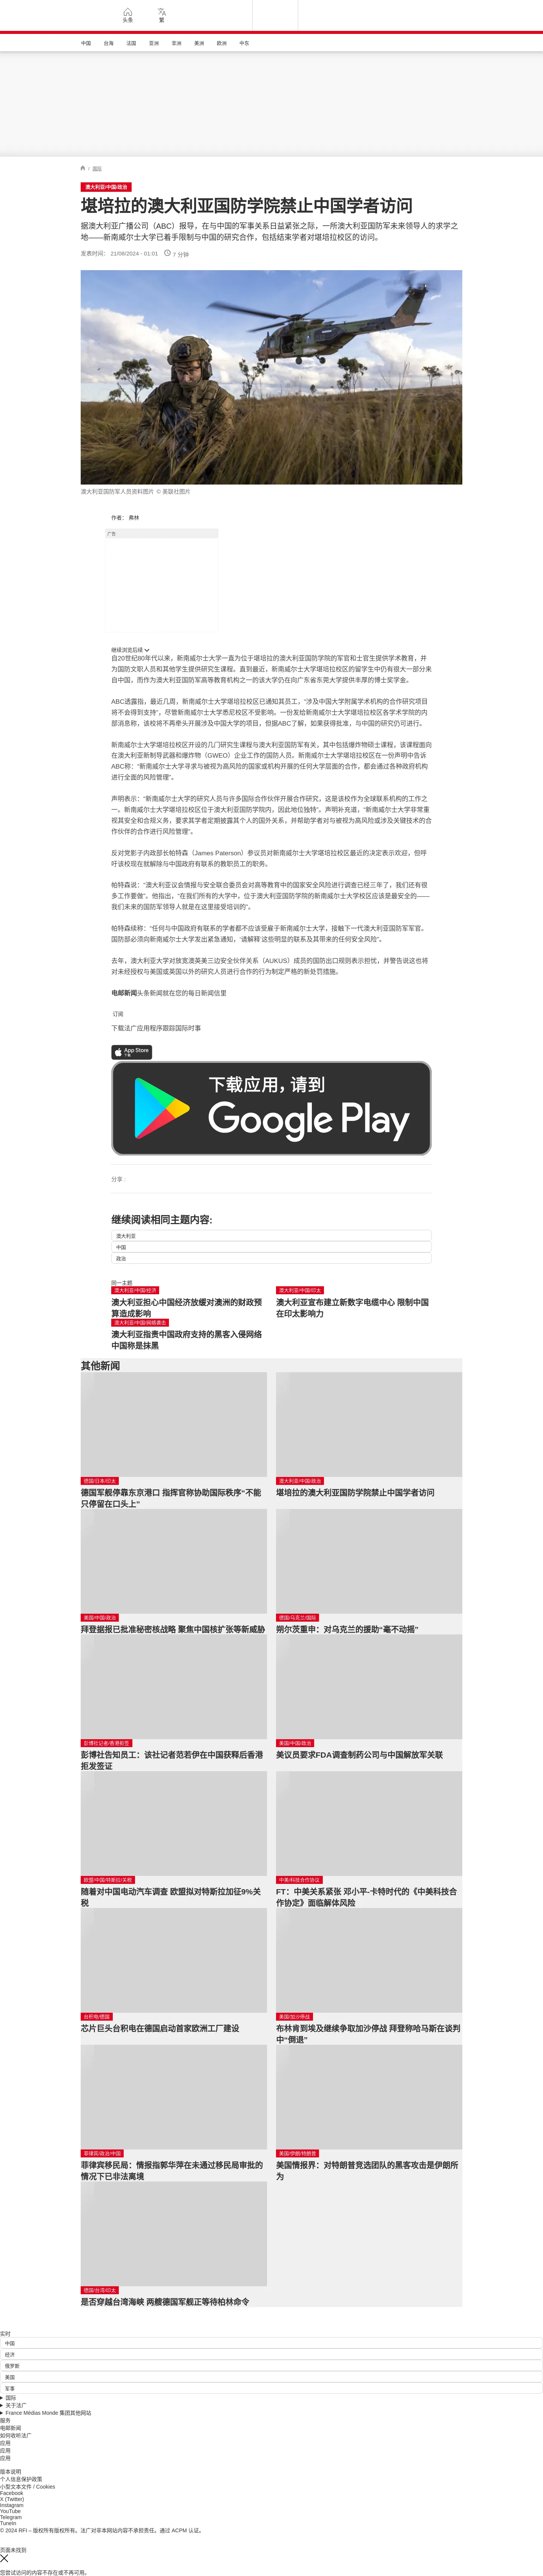 头条
繁
中国
台海
法国
亚洲
非洲
美洲
欧洲
中东
/ 国际
澳大利亚/中国/政治
堪培拉的澳大利亚国防学院禁止中国学者访问
据澳大利亚广播公司（ABC）报导，在与中国的军事关系日益紧张之际，一所澳大利亚国防军未来领导人的求学之
地——新南威尔士大学已着手限制与中国的研究合作，包括结束学者对堪培拉校区的访问。
发表时间： 21/08/2024 - 01:01
7 分钟
澳大利亚国防军人员资料图片 © 美联社图片
作者： 弗林
广告
继续浏览后续
自20世纪80年代以来，新南威尔士大学一直为位于堪培拉的澳大利亚国防学院的军官和士官生提供学术教育，并
为国防文职人员和其他学生提供研究生课程。直到最近，新南威尔士大学堪培拉校区的留学生中仍有很大一部分来
自中国，而作为澳大利亚国防军高等教育机构之一的该大学仍在向广东省东莞大学提供丰厚的博士奖学金。
ABC透露指，最近几周，新南威尔士大学堪培拉校区已通知其员工，“涉及中国大学附属学术机构的合作研究项目
将不会得到支持”，尽管新南威尔士大学悉尼校区不受影响。一份发给新南威尔士大学堪培拉校区各学术学院的内
部消息称，该校将不再牵头开展涉及中国大学的项目，但据ABC了解，如果获得批准，与中国的研究仍可进行。
新南威尔士大学堪培拉校区开设的几门研究生课程与澳大利亚国防军有关，其中包括爆炸物硕士课程，该课程面向
在澳大利亚新制导武器和爆炸物（GWEO）企业工作的国防人员。新南威尔士大学堪培拉校区在一份声明中告诉
ABC称：“新南威尔士大学寻求与被视为高风险的国家或机构开展的任何大学层面的合作，都会通过各种政府机构
进行全面的风险管理”。
声明表示：“新南威尔士大学的研究人员与许多国际合作伙伴开展合作研究，这是该校作为全球联系机构的工作之
一。新南威尔士大学堪培拉校区位于澳大利亚国防学院内，因此地位独特”。声明补充道，“新南威尔士大学非常重
视其安全和合规义务，要求其学者定期披露其个人的国外关系，并帮助学者对与被视为高风险或涉及关键技术的合
作伙伴的合作进行风险管理”。
反对党影子内政部长帕特森（James Paterson）参议员对新南威尔士大学堪培拉校区最近的决定表示欢迎，但呼
吁该校现在就解除与中国政府有联系的教职员工的职务。
帕特森说：“澳大利亚议会情报与安全联合委员会对高等教育中的国家安全风险进行调查已经三年了，我们还有很
多工作要做”。他指出，“在我们所有的大学中，位于澳大利亚国防学院的新南威尔士大学校区应该是最安全的——
我们未来的国防军领导人就是在这里接受培训的”。
帕特森续称：“任何与中国政府有联系的学者都不应该受雇于新南威尔士大学，接触下一代澳大利亚国防军军官。
国防部必须向新南威尔士大学发出紧急通知，‘请解释’这些明显的联系及其带来的任何安全风险”。
去年，澳大利亚大学对放宽澳英美三边安全伙伴关系（AUKUS）成员的国防出口规则表示担忧，并警告说这也将
对未经授权与美国或英国以外的研究人员进行合作的行为制定严格的新处罚措施。
电邮新闻头条新闻就在您的每日新闻信里
订阅
下载法广应用程序跟踪国际时事
App Store
下载
下载应用，请到
Google Play
分享 :
继续阅读相同主题内容:
澳大利亚
中国
政治
同一主题
澳大利亚/中国/经济
澳大利亚担心中国经济放缓对澳洲的财政预
算造成影响
澳大利亚/中国/印太
澳大利亚宣布建立新数字电缆中心 限制中国
在印太影响力
澳大利亚/中国/网络袭击
澳大利亚指责中国政府支持的黑客入侵网络
中国称是抹黑
其他新闻
德国/日本/印太
德国军舰停靠东京港口 指挥官称协助国际秩序“不能
只停留在口头上”
澳大利亚/中国/政治
堪培拉的澳大利亚国防学院禁止中国学者访问
美国/中国/政治
拜登据报已批准秘密核战略 聚焦中国核扩张等新威胁
德国/乌克兰/国际
朔尔茨重申：对乌克兰的援助“毫不动摇”
彭博社记者/香港拒签
彭博社告知员工：该社记者范若伊在中国获释后香港
拒发签证
美国/中国/政治
美议员要求FDA调查制药公司与中国解放军关联
欧盟/中国/特斯拉/关税
随着对中国电动汽车调查 欧盟拟对特斯拉加征9%关
税
中美/科技合作协议
FT：中美关系紧张 邓小平-卡特时代的《中美科技合
作协定》面临解体风险
台积电/德国
芯片巨头台积电在德国启动首家欧洲工厂建设
美国/加沙停战
布林肯到埃及继续争取加沙停战 拜登称哈马斯在谈判
中“倒退”
菲律宾/政治/中国
菲律宾移民局：情报指郭华萍在未通过移民局审批的
情况下已非法离境
美国/伊朗/特朗普
美国情报界：对特朗普竞选团队的黑客攻击是伊朗所
为
德国/台湾/印太
是否穿越台湾海峡 两艘德国军舰正等待柏林命令
实时
中国
经济
俄罗斯
美国
军事
国际
关于法广
France Médias Monde 集团其他网站
服务
电邮新闻
如何收听法广
应用
应用
应用
版本说明
个人信息保护政策
小型文本文件 / Cookies
Facebook
X (Twitter)
Instagram
YouTube
Telegram
TuneIn
© 2024 RFI – 版权所有版权所有。法广对非本网站内容不承担责任。通过 ACPM 认证。
页面未找到
您尝试访问的内容不存在或不再可用。